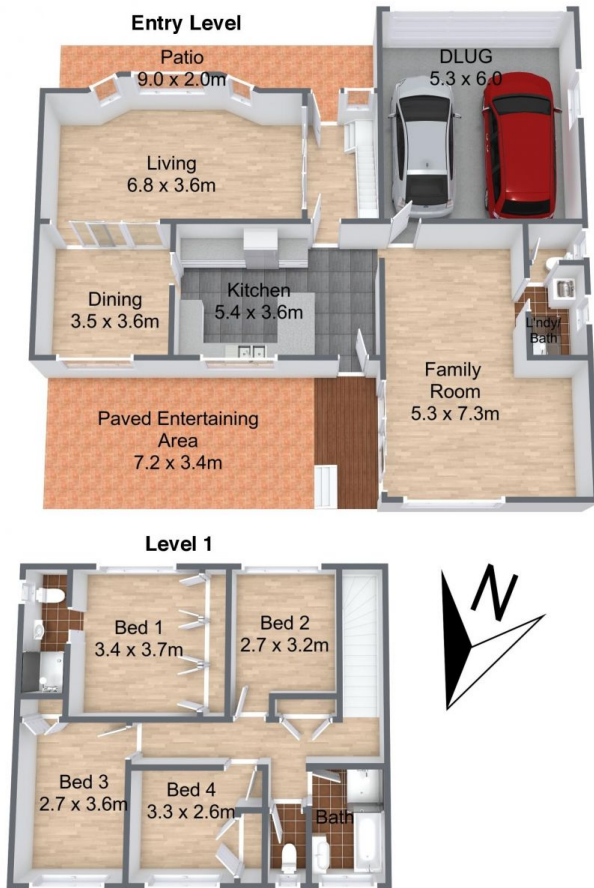 Entry Level
Patio
9.0 x 2.0m
DLUG
5.3 x 6.0
Living
6.8 x 3.6m
Dining
3.5 x 3.6m
Kitchen
5.4 x 3.6m
L'ndy/
Bath
Family
Room
5.3 x 7.3m
Paved Entertaining
Area
7.2 x 3.4m
Level 1
N
Bed 1
3.4 x 3.7m
Bed 2
2.7 x 3.2m
Bed 3
2.7 x 3.6m
Bed 4
3.3 x 2.6m
Bath